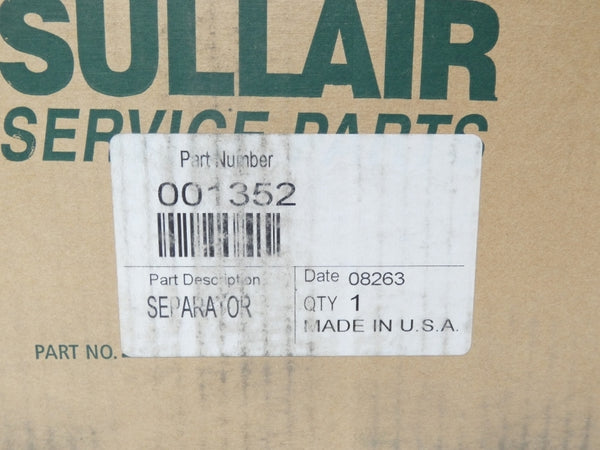 SULLAIR
SERVICE PARTS
Part Number
001352
Part Description
SEPARATOR
Date 08263
QTY 1
MADE IN U.S.A.
PART NO.